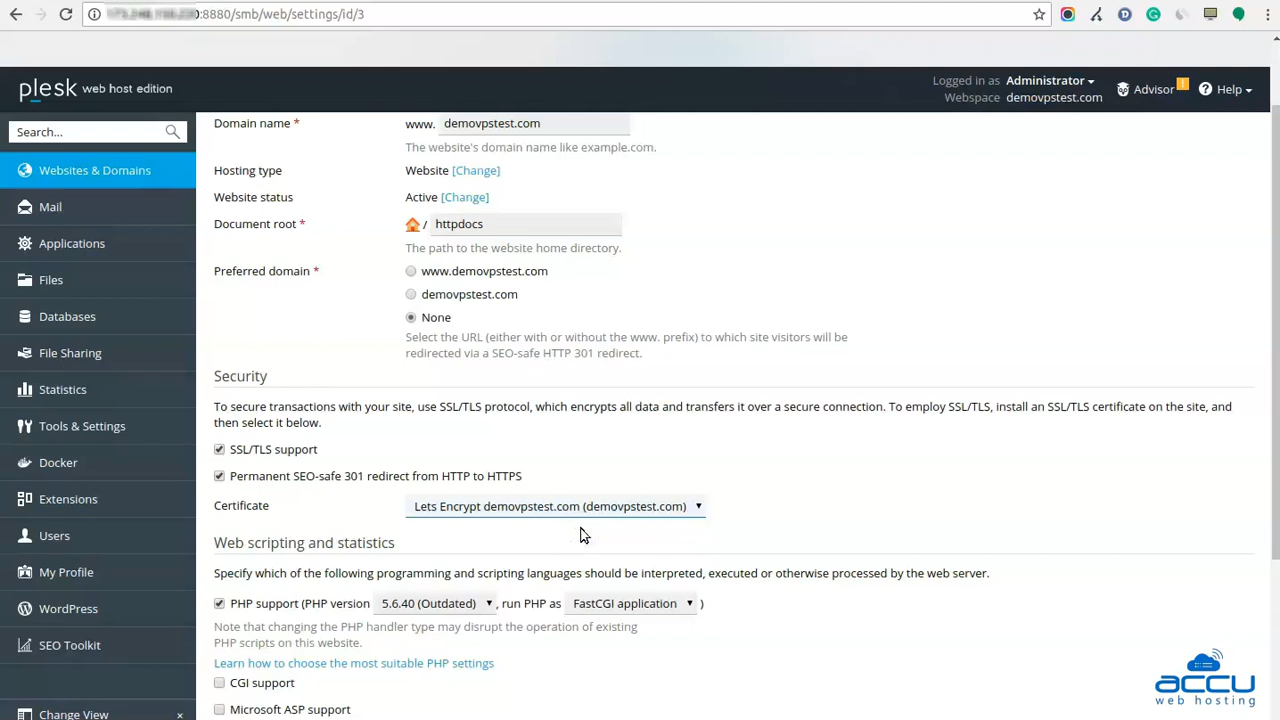 :8880/smb/web/settings/id/3
plesk web host edition
Logged in as Administrator
Webspace demovpstest.com
Advisor
!
Help
Search...
Websites & Domains
Mail
Applications
Files
Databases
File Sharing
Statistics
Tools & Settings
Docker
Extensions
Users
My Profile
WordPress
SEO Toolkit
Change View
×
Domain name * www. demovpstest.com
The website's domain name like example.com.
Hosting type Website [Change]
Website status Active [Change]
Document root * / httpdocs
The path to the website home directory.
Preferred domain * www.demovpstest.com
demovpstest.com
None
Select the URL (either with or without the www. prefix) to which site visitors will be
redirected via a SEO-safe HTTP 301 redirect.
Security
To secure transactions with your site, use SSL/TLS protocol, which encrypts all data and transfers it over a secure connection. To employ SSL/TLS, install an SSL/TLS certificate on the site, and
then select it below.
SSL/TLS support
Permanent SEO-safe 301 redirect from HTTP to HTTPS
Certificate Lets Encrypt demovpstest.com (demovpstest.com)
Web scripting and statistics
Specify which of the following programming and scripting languages should be interpreted, executed or otherwise processed by the web server.
PHP support (PHP version 5.6.40 (Outdated) , run PHP as FastCGI application )
Note that changing the PHP handler type may disrupt the operation of existing
PHP scripts on this website.
Learn how to choose the most suitable PHP settings
CGI support
Microsoft ASP support
ACCU
web hosting